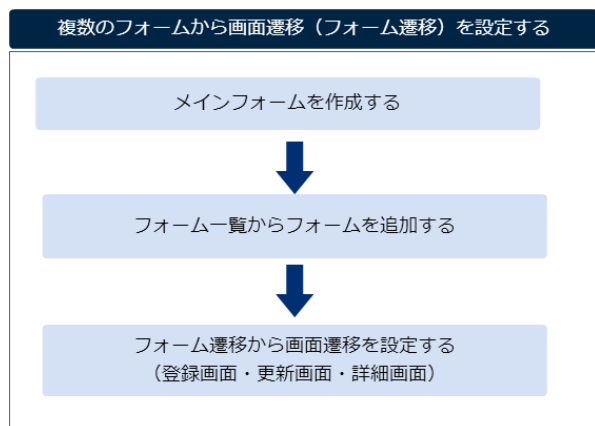 複数のフォームから画面遷移（フォーム遷移）を設定する
メインフォームを作成する
フォーム一覧からフォームを追加する
フォーム遷移から画面遷移を設定する
（登録画面・更新画面・詳細画面）